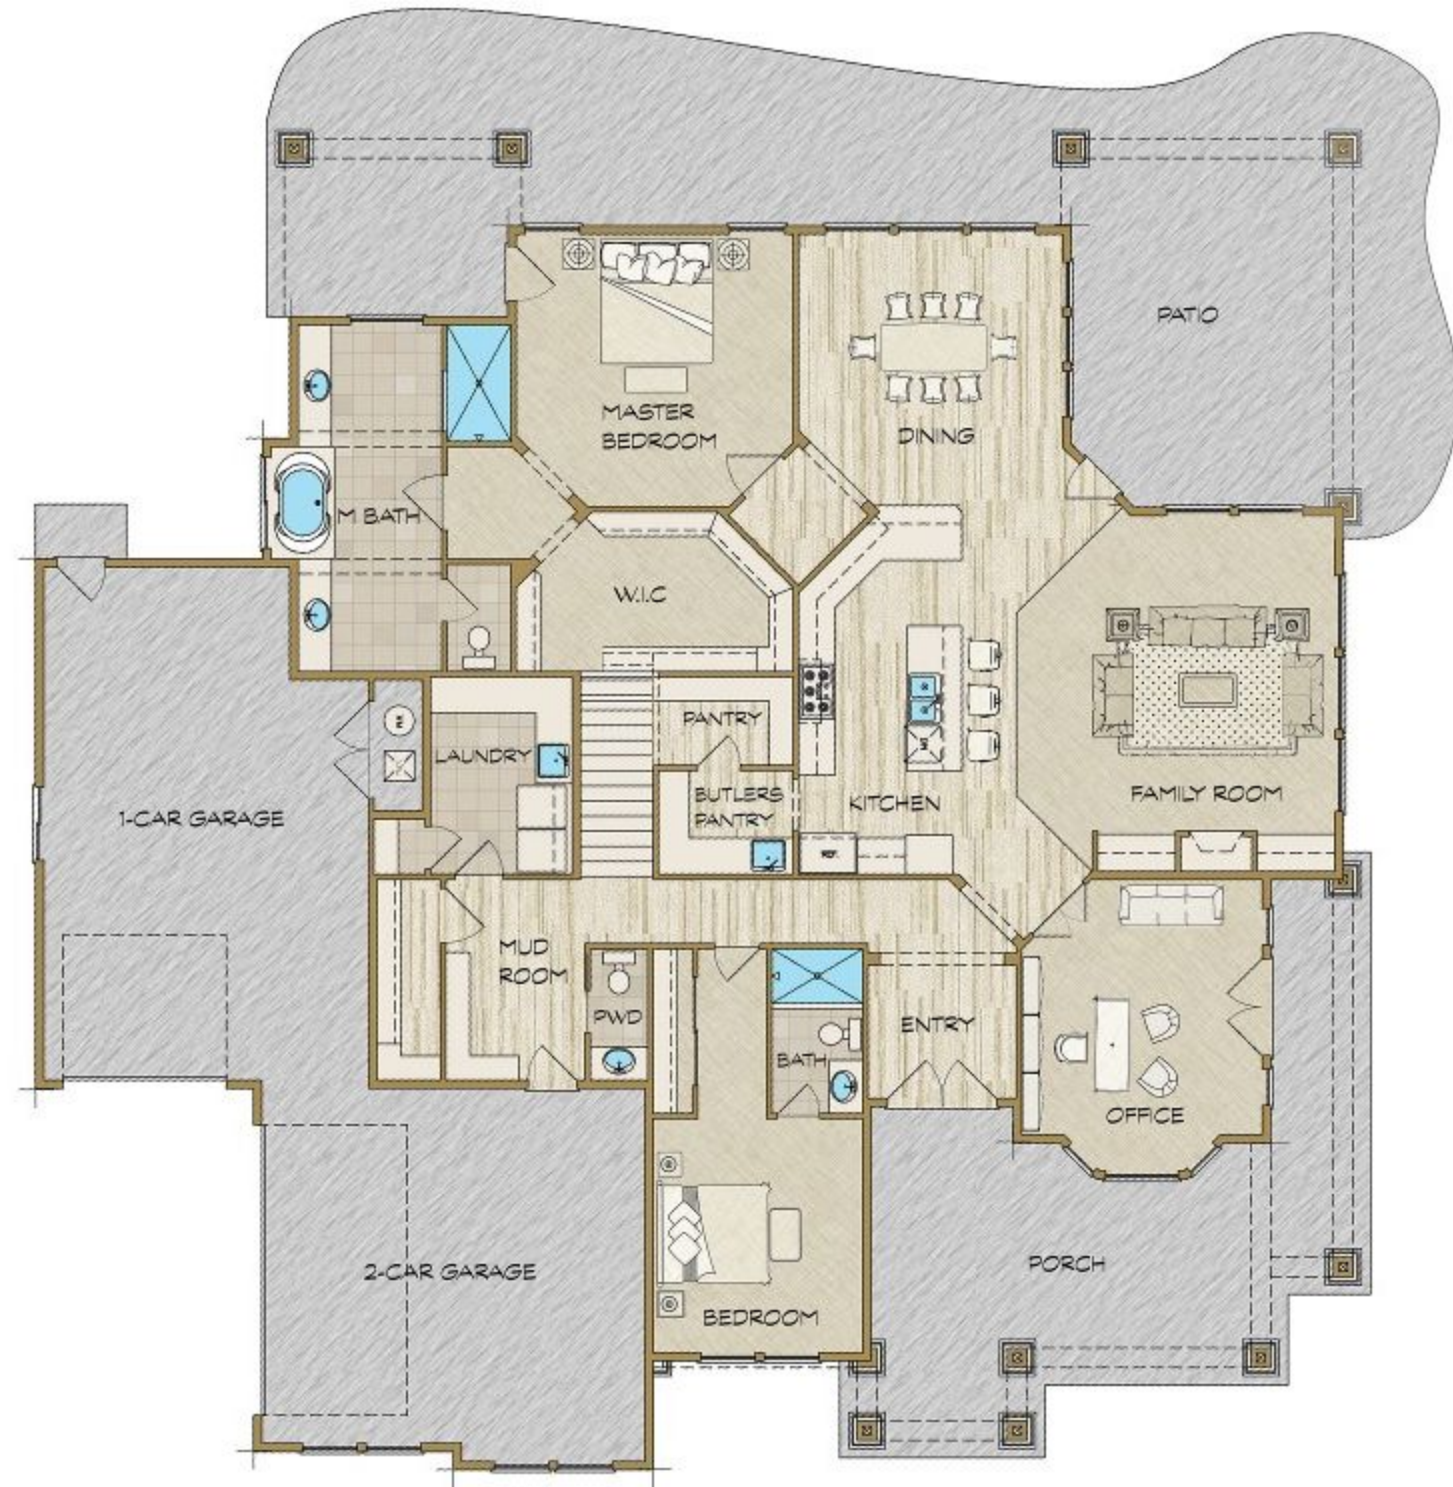 PATIO
MASTER
BEDROOM
DINING
M BATH
W.I.C
PANTRY
LAUNDRY
BUTLERS
PANTRY
KITCHEN
FAMILY ROOM
1-CAR GARAGE
REF.
MUD
ROOM
PWD
ENTRY
BATH
OFFICE
PORCH
2-CAR GARAGE
BEDROOM